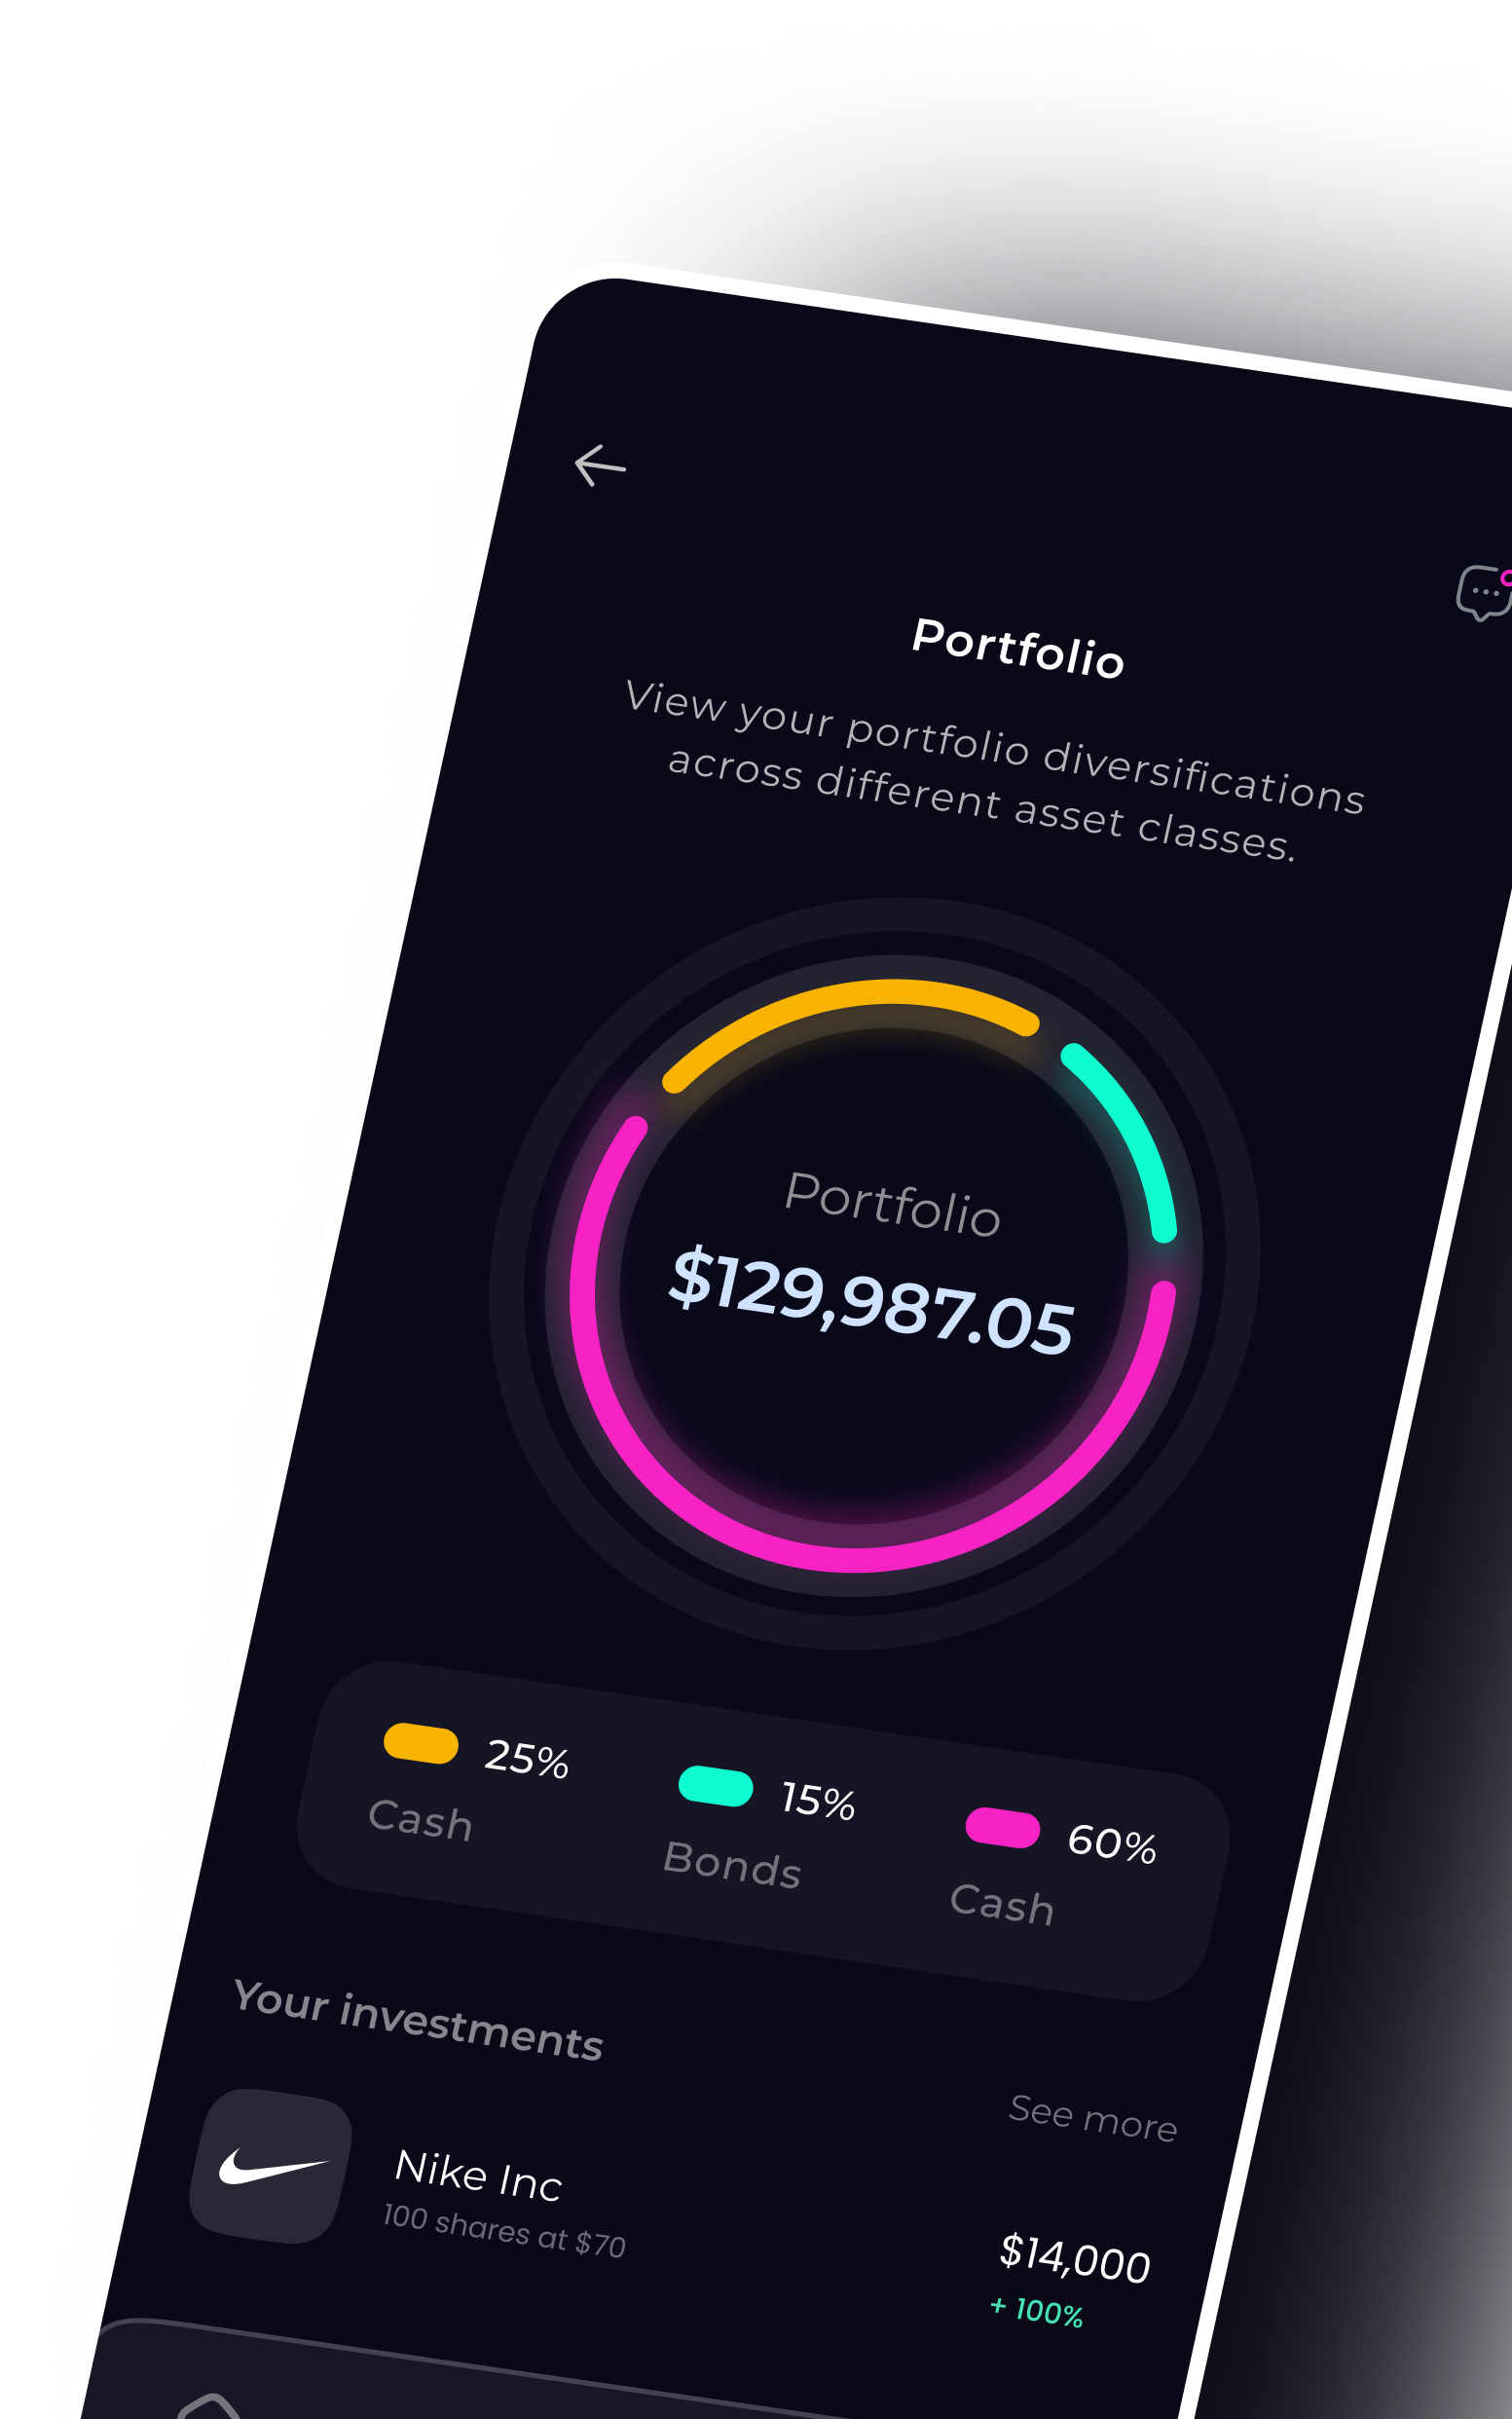 Portfolio
View your portfolio diversifications
across different asset classes.
Portfolio
$129,987.05
25%
Cash
15%
Bonds
60%
Cash
Your investments
See more
Nike Inc
100 shares at $70
$14,000
+ 100%